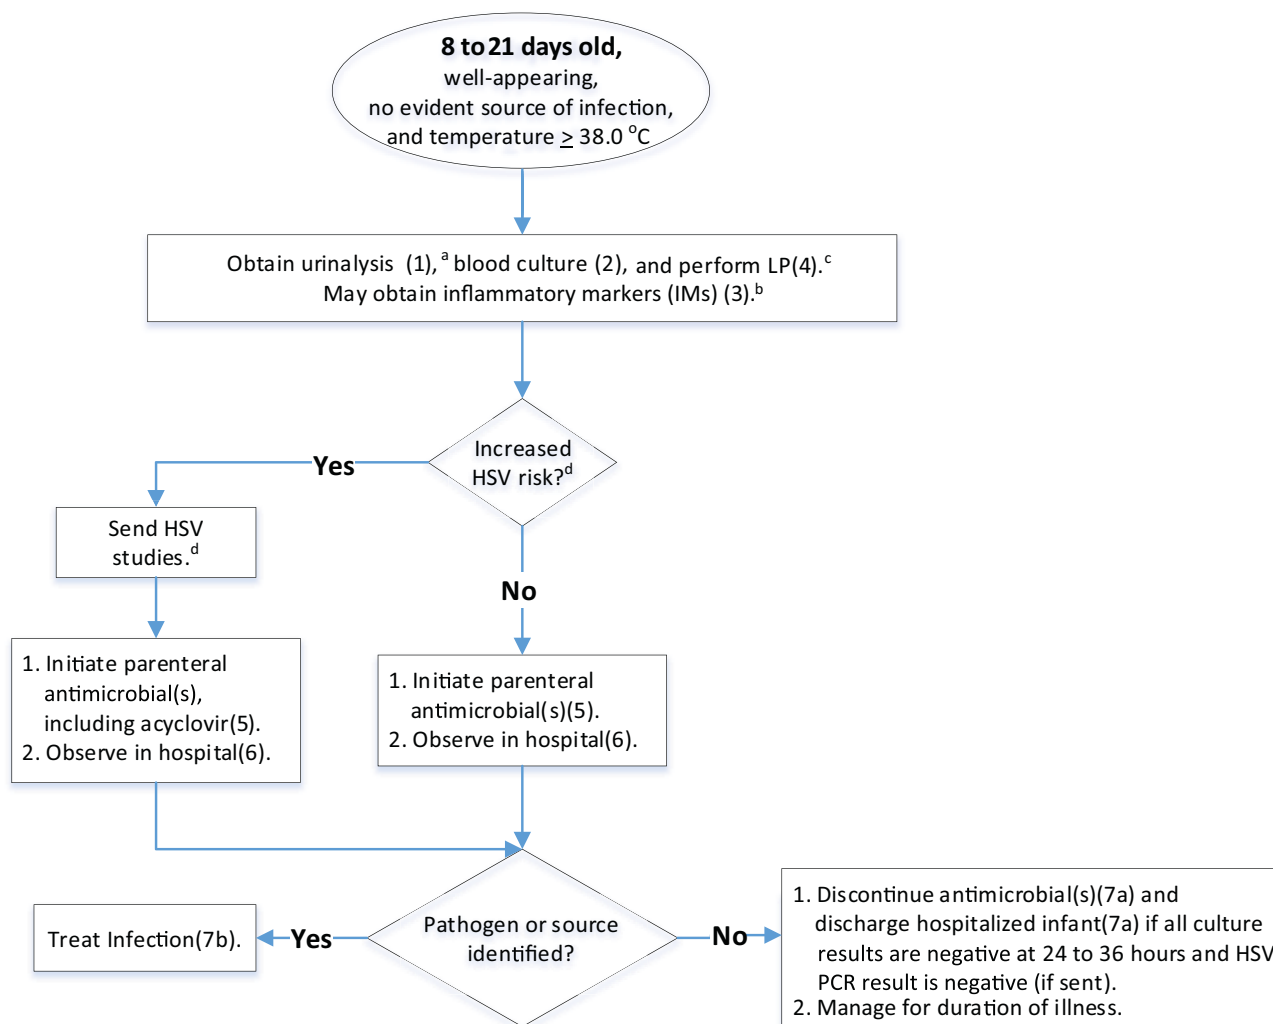 8 to 21 days old,
well-appearing,
no evident source of infection,
and temperature ≥ 38.0 °C
Obtain urinalysis (1),ᵃ blood culture (2), and perform LP(4).ᶜ
May obtain inflammatory markers (IMs) (3).ᵇ
Increased
HSV risk?ᵈ
Yes
Send HSV
studies.ᵈ
No
1. Initiate parenteral
antimicrobial(s),
including acyclovir(5).
2. Observe in hospital(6).
1. Initiate parenteral
antimicrobial(s)(5).
2. Observe in hospital(6).
Pathogen or source
identified?
Yes
Treat Infection(7b).
No
1. Discontinue antimicrobial(s)(7a) and
discharge hospitalized infant(7a) if all culture
results are negative at 24 to 36 hours and HSV
PCR result is negative (if sent).
2. Manage for duration of illness.